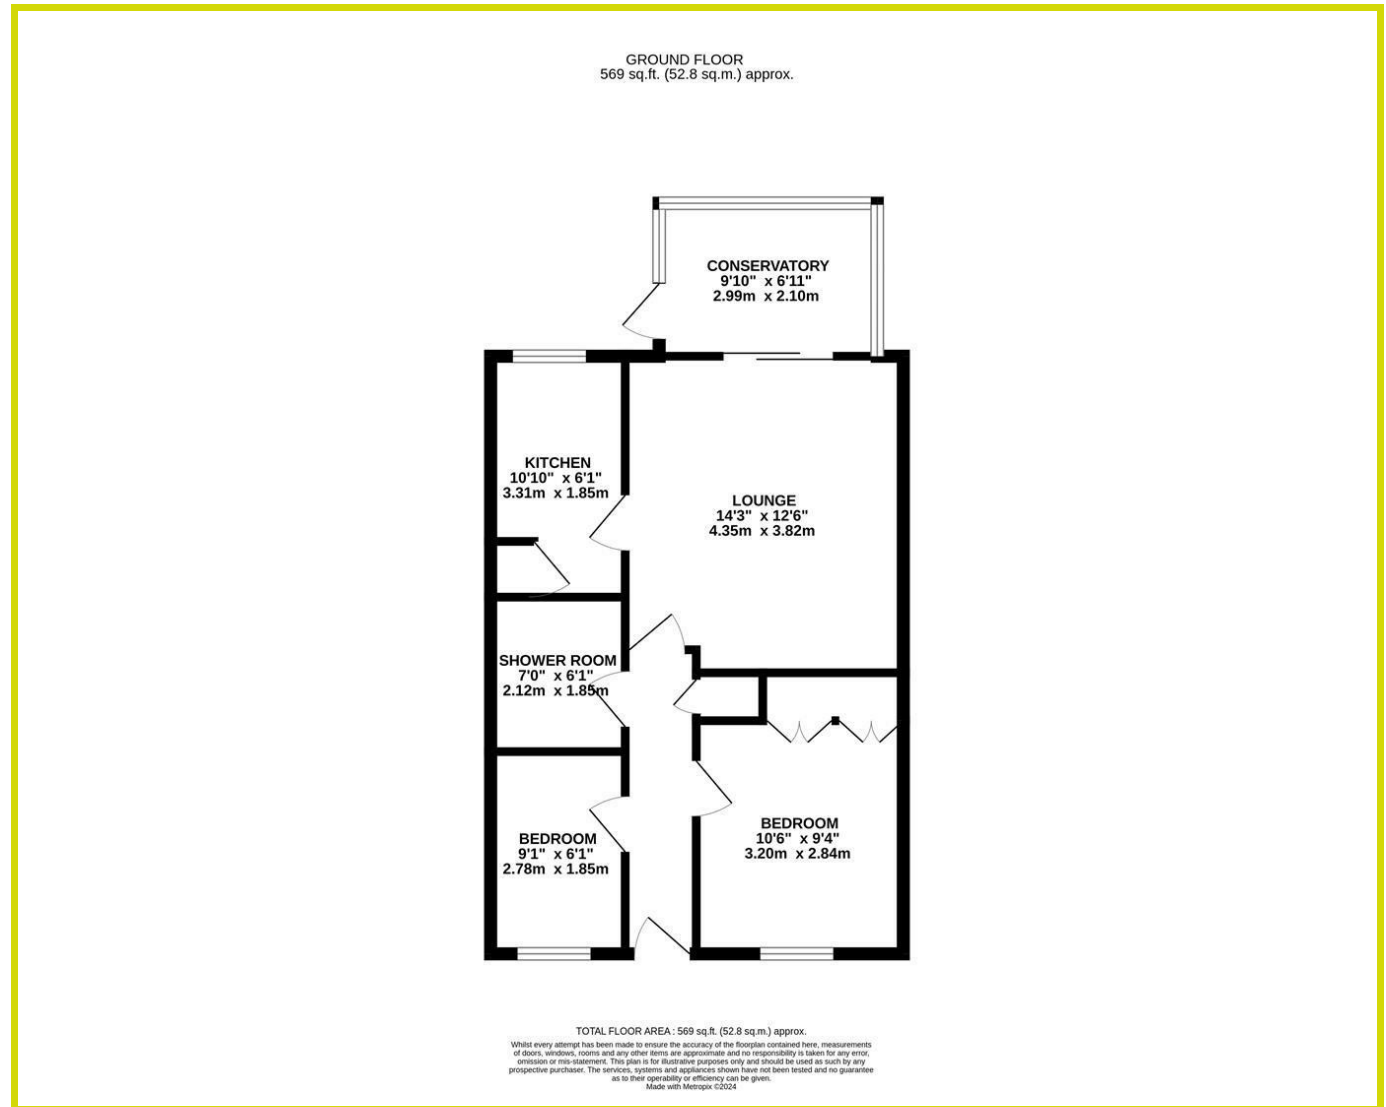 GROUND FLOOR
569 sq.ft. (52.8 sq.m.) approx.
CONSERVATORY
9'10" x 6'11"
2.99m x 2.10m
KITCHEN
10'10" x 6'1"
3.31m x 1.85m
LOUNGE
14'3" x 12'6"
4.35m x 3.82m
SHOWER ROOM
7'0" x 6'1"
2.12m x 1.85m
BEDROOM
10'6" x 9'4"
3.20m x 2.84m
BEDROOM
9'1" x 6'1"
2.78m x 1.85m
TOTAL FLOOR AREA : 569 sq.ft. (52.8 sq.m.) approx.
Whilst every attempt has been made to ensure the accuracy of the floorplan contained here, measurements
of doors, windows, rooms and any other items are approximate and no responsibility is taken for any error,
omission or mis-statement. This plan is for illustrative purposes only and should be used as such by any
prospective purchaser. The services, systems and appliances shown have not been tested and no guarantee
as to their operability or efficiency can be given.
Made with Metropix ©2024